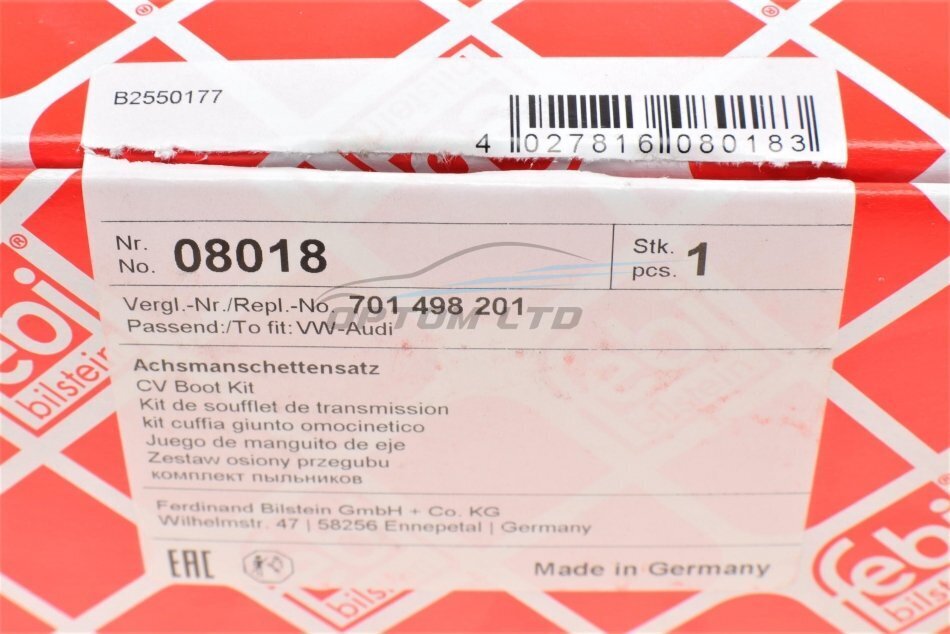 B2550177
4 027816 080183
Nr. No. 08018
Stk. pcs. 1
Vergl.-Nr./Repl.-No. 701 498 201
Passend:/To fit: VW-Audi
OPTOM LTD
Achsmanschettensatz
CV Boot Kit
Kit de soufflet de transmission
kit cuffia giunto omocinetico
Juego de manguito de eje
Zestaw osiony przegubu
комплект пыльников
Ferdinand Bilstein GmbH + Co. KG
Wilhelmstr. 47 | 58256 Ennepetal | Germany
EAC
Made in Germany
febi
bilstein
febi
bilstein